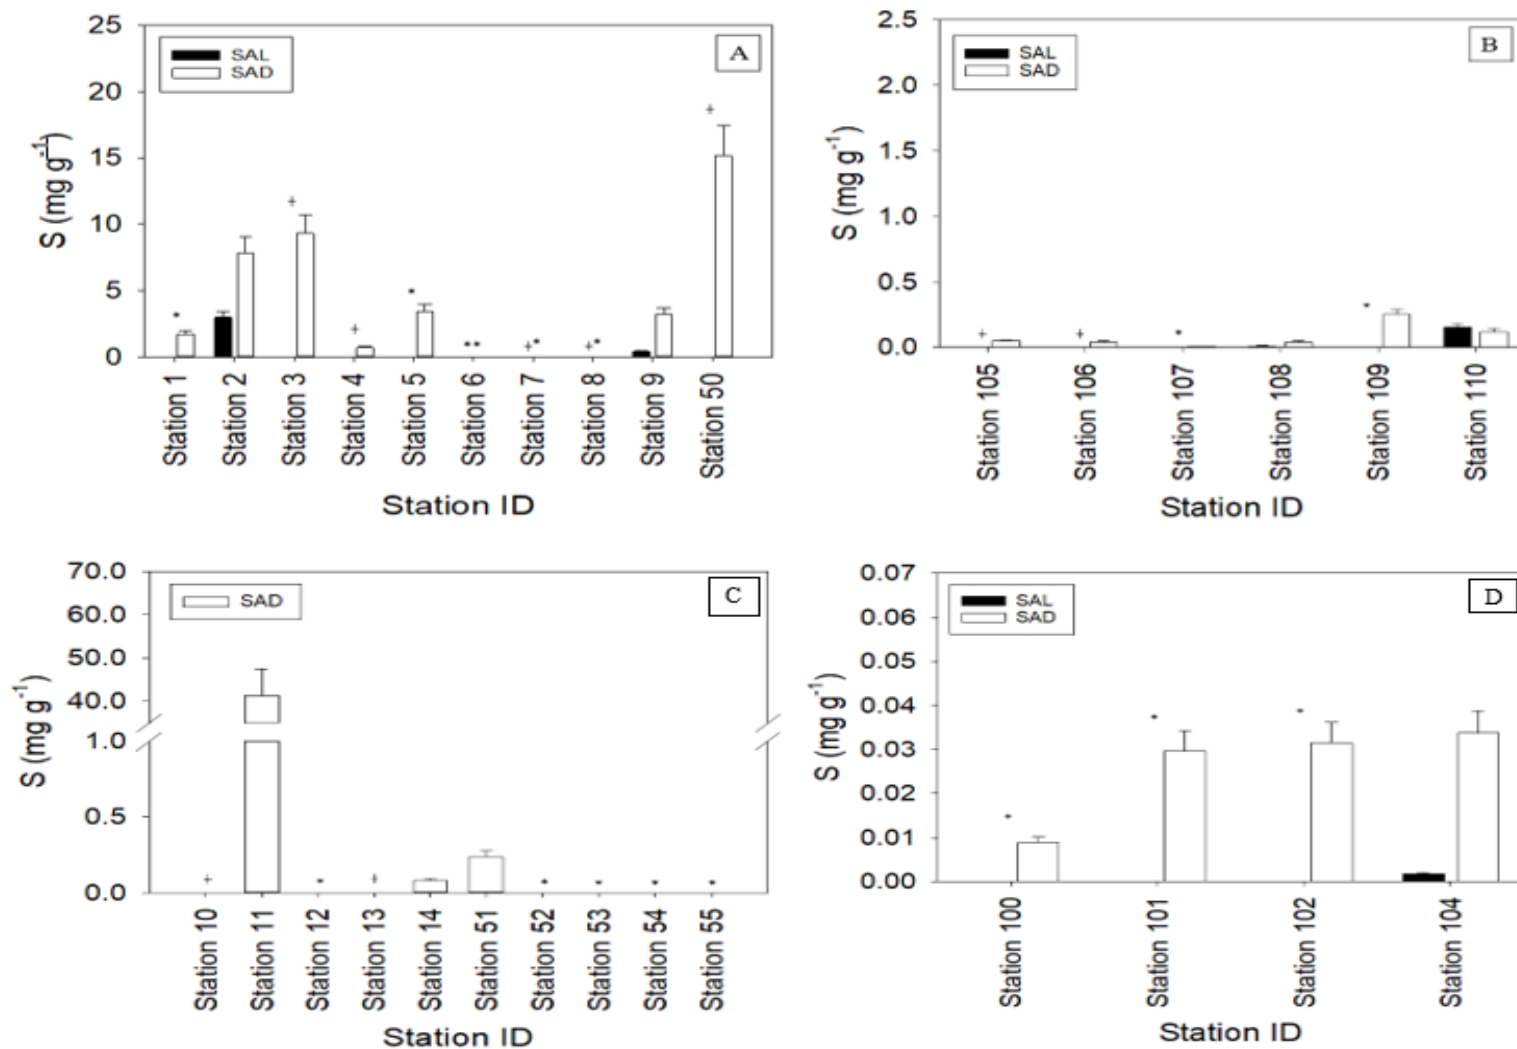 25
20
15
10
5
0
S (mg g-1)
SAL
SAD
A
+
*
+
+
*
**
+*
+*
Station 1
Station 2
Station 3
Station 4
Station 5
Station 6
Station 7
Station 8
Station 9
Station 50
Station ID
2.5
2.0
1.5
1.0
0.5
0.0
S (mg g-1)
SAL
SAD
B
+
+
*
*
Station 105
Station 106
Station 107
Station 108
Station 109
Station 110
Station ID
70.0
60.0
50.0
40.0
1.0
0.5
0.0
S (mg g-1)
SAD
C
+
*
+
*
*
*
*
Station 10
Station 11
Station 12
Station 13
Station 14
Station 51
Station 52
Station 53
Station 54
Station 55
Station ID
0.07
0.06
0.05
0.04
0.03
0.02
0.01
0.00
S (mg g-1)
SAL
SAD
D
*
*
*
Station 100
Station 101
Station 102
Station 104
Station ID